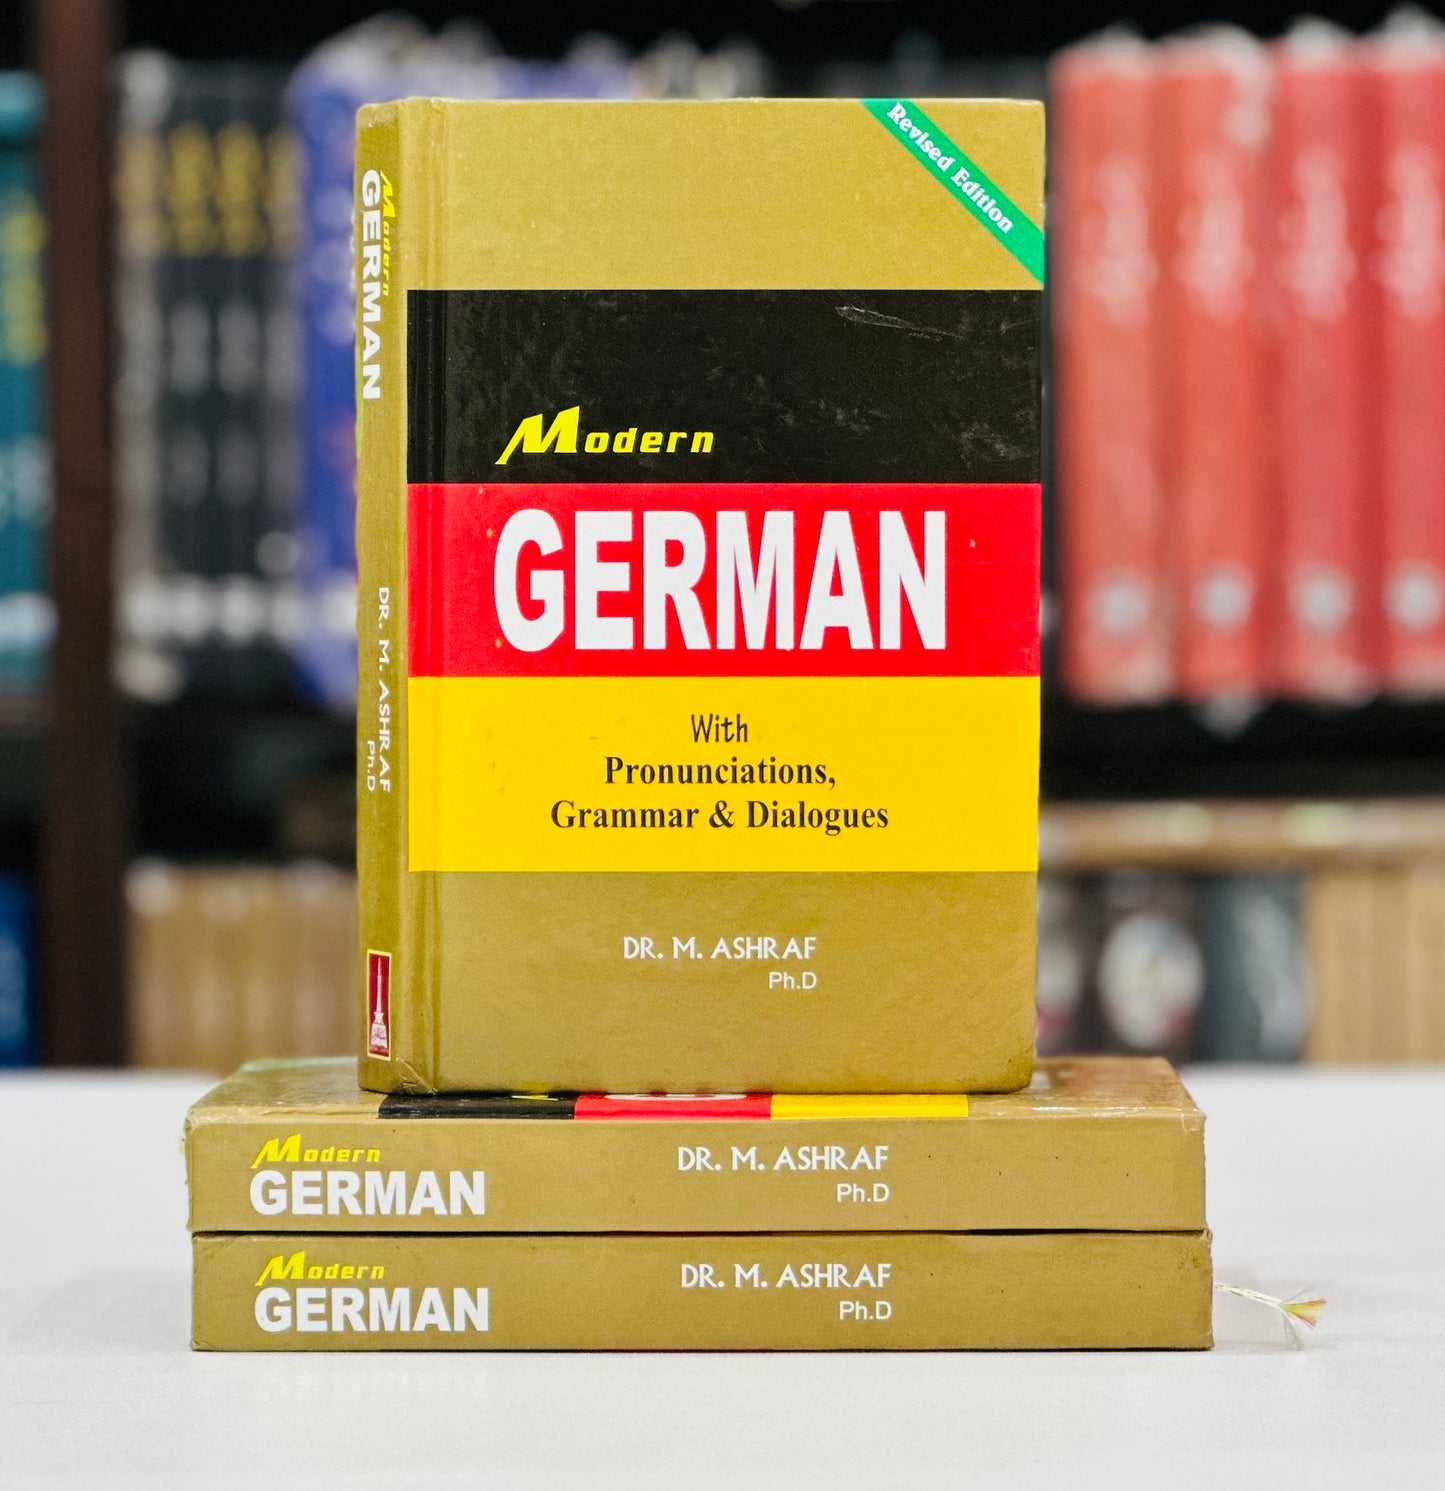 Revised Edition
Modern
GERMAN
With
Pronunciations,
Grammar & Dialogues
DR. M. ASHRAF
Ph.D
Modern
GERMAN
DR. M. ASHRAF
Ph.D
Modern
GERMAN
DR. M. ASHRAF
Ph.D
Modern
GERMAN
DR. M. ASHRAF
Ph.D